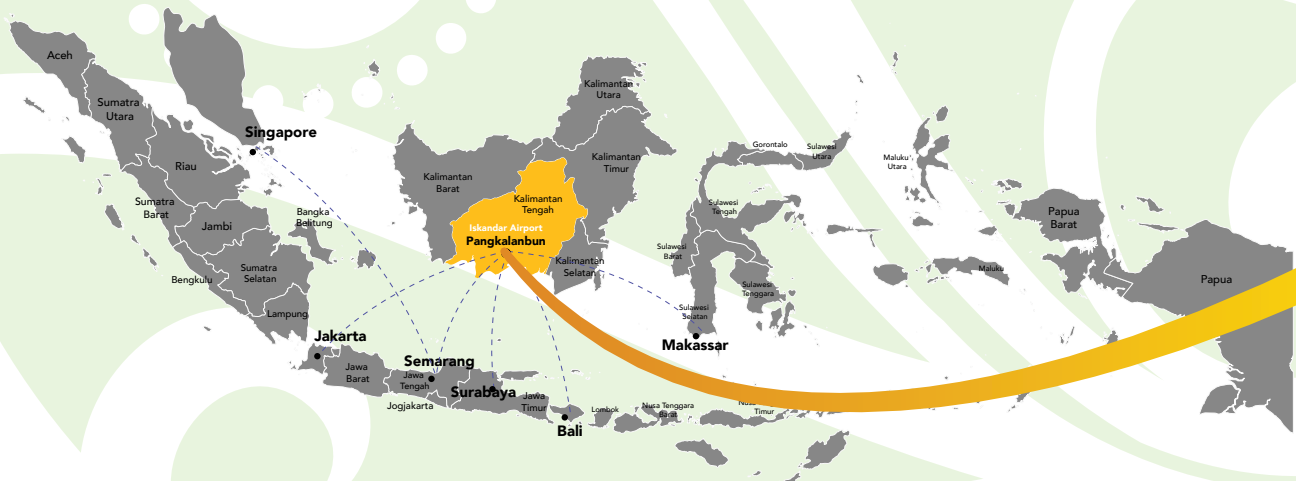 Aceh
Sumatra
Utara
Singapore
Riau
Sumatra
Barat
Jambi
Bangka
Belitung
Bengkulu
Sumatra
Selatan
Lampung
Kalimantan
Utara
Kalimantan
Barat
Kalimantan
Timur
Kalimantan
Tengah
Iskandar Airport
Pangkalanbun
Kalimantan
Selatan
Gorontalo
Sulawesi
Utara
Sulawesi
Tengah
Sulawesi
Barat
Sulawesi
Tenggara
Sulawesi
Selatan
Makassar
Maluku
Utara
Maluku
Papua
Barat
Papua
Jakarta
Jawa
Barat
Semarang
Jawa
Tengah
Jogjakarta
Surabaya
Jawa
Timur
Bali
Lombok
Nusa Tenggara
Barat
Nusa
Timur